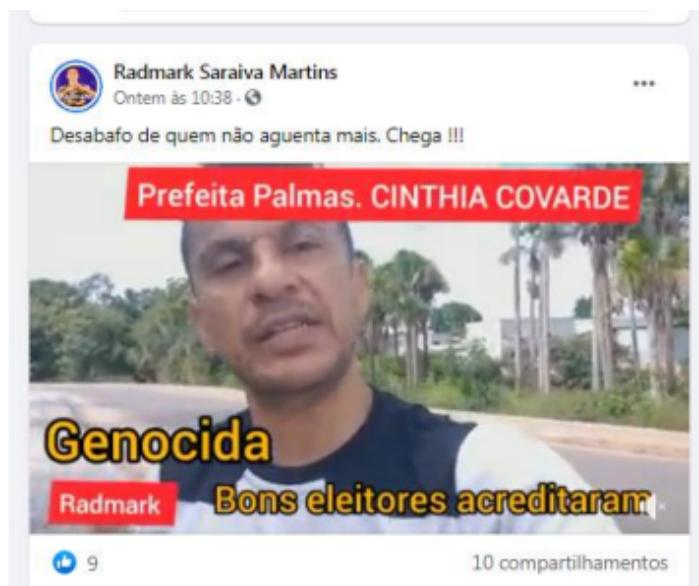 Radmark Saraiva Martins
Ontem às 10:38 ·
Desabafo de quem não aguenta mais. Chega !!!
Prefeita Palmas. CINTHIA COVARDE
Genocida
Radmark
Bons eleitores acreditaram
9
10 compartilhamentos